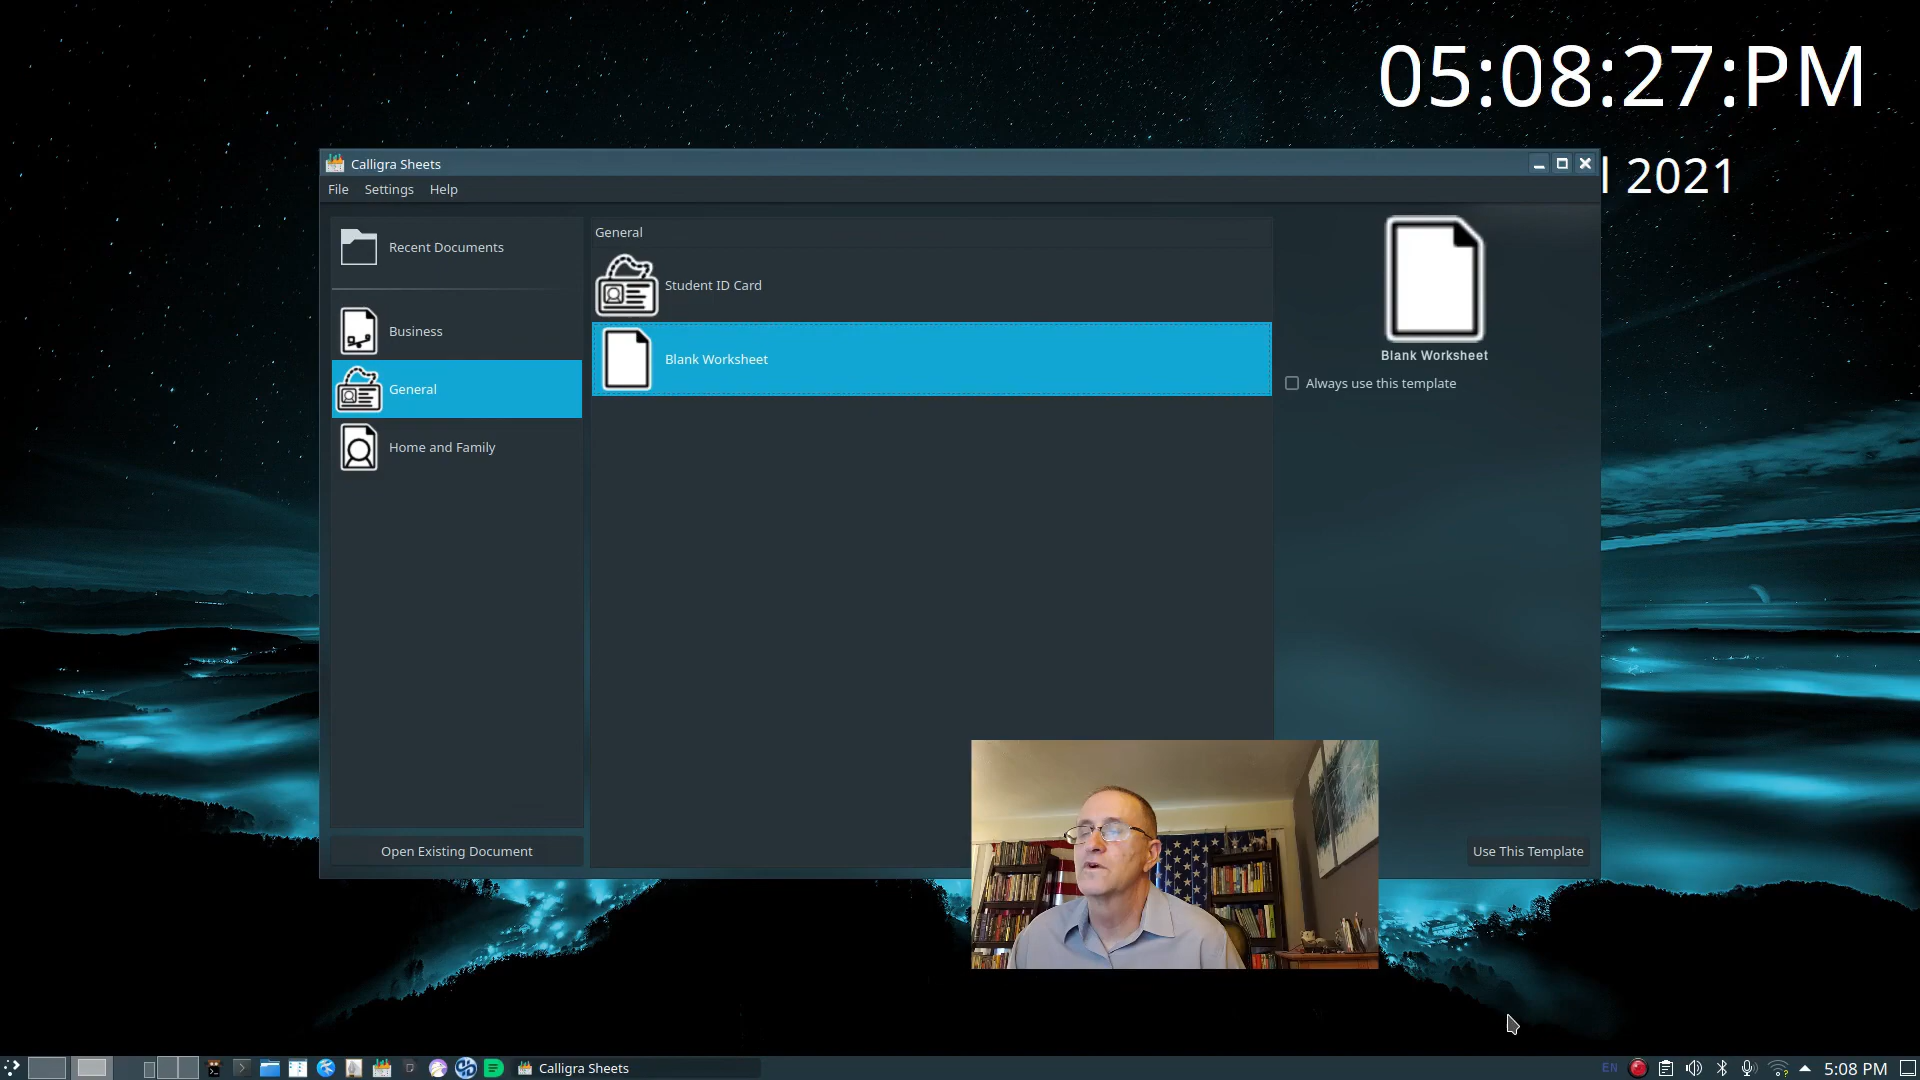 05:08:27:PM
Calligra Sheets
l 2021
File Settings Help
Recent Documents
General
Student ID Card
Business
Blank Worksheet
Blank Worksheet
General
Always use this template
Home and Family
Open Existing Document
Use This Template
Calligra Sheets
EN
5:08 PM